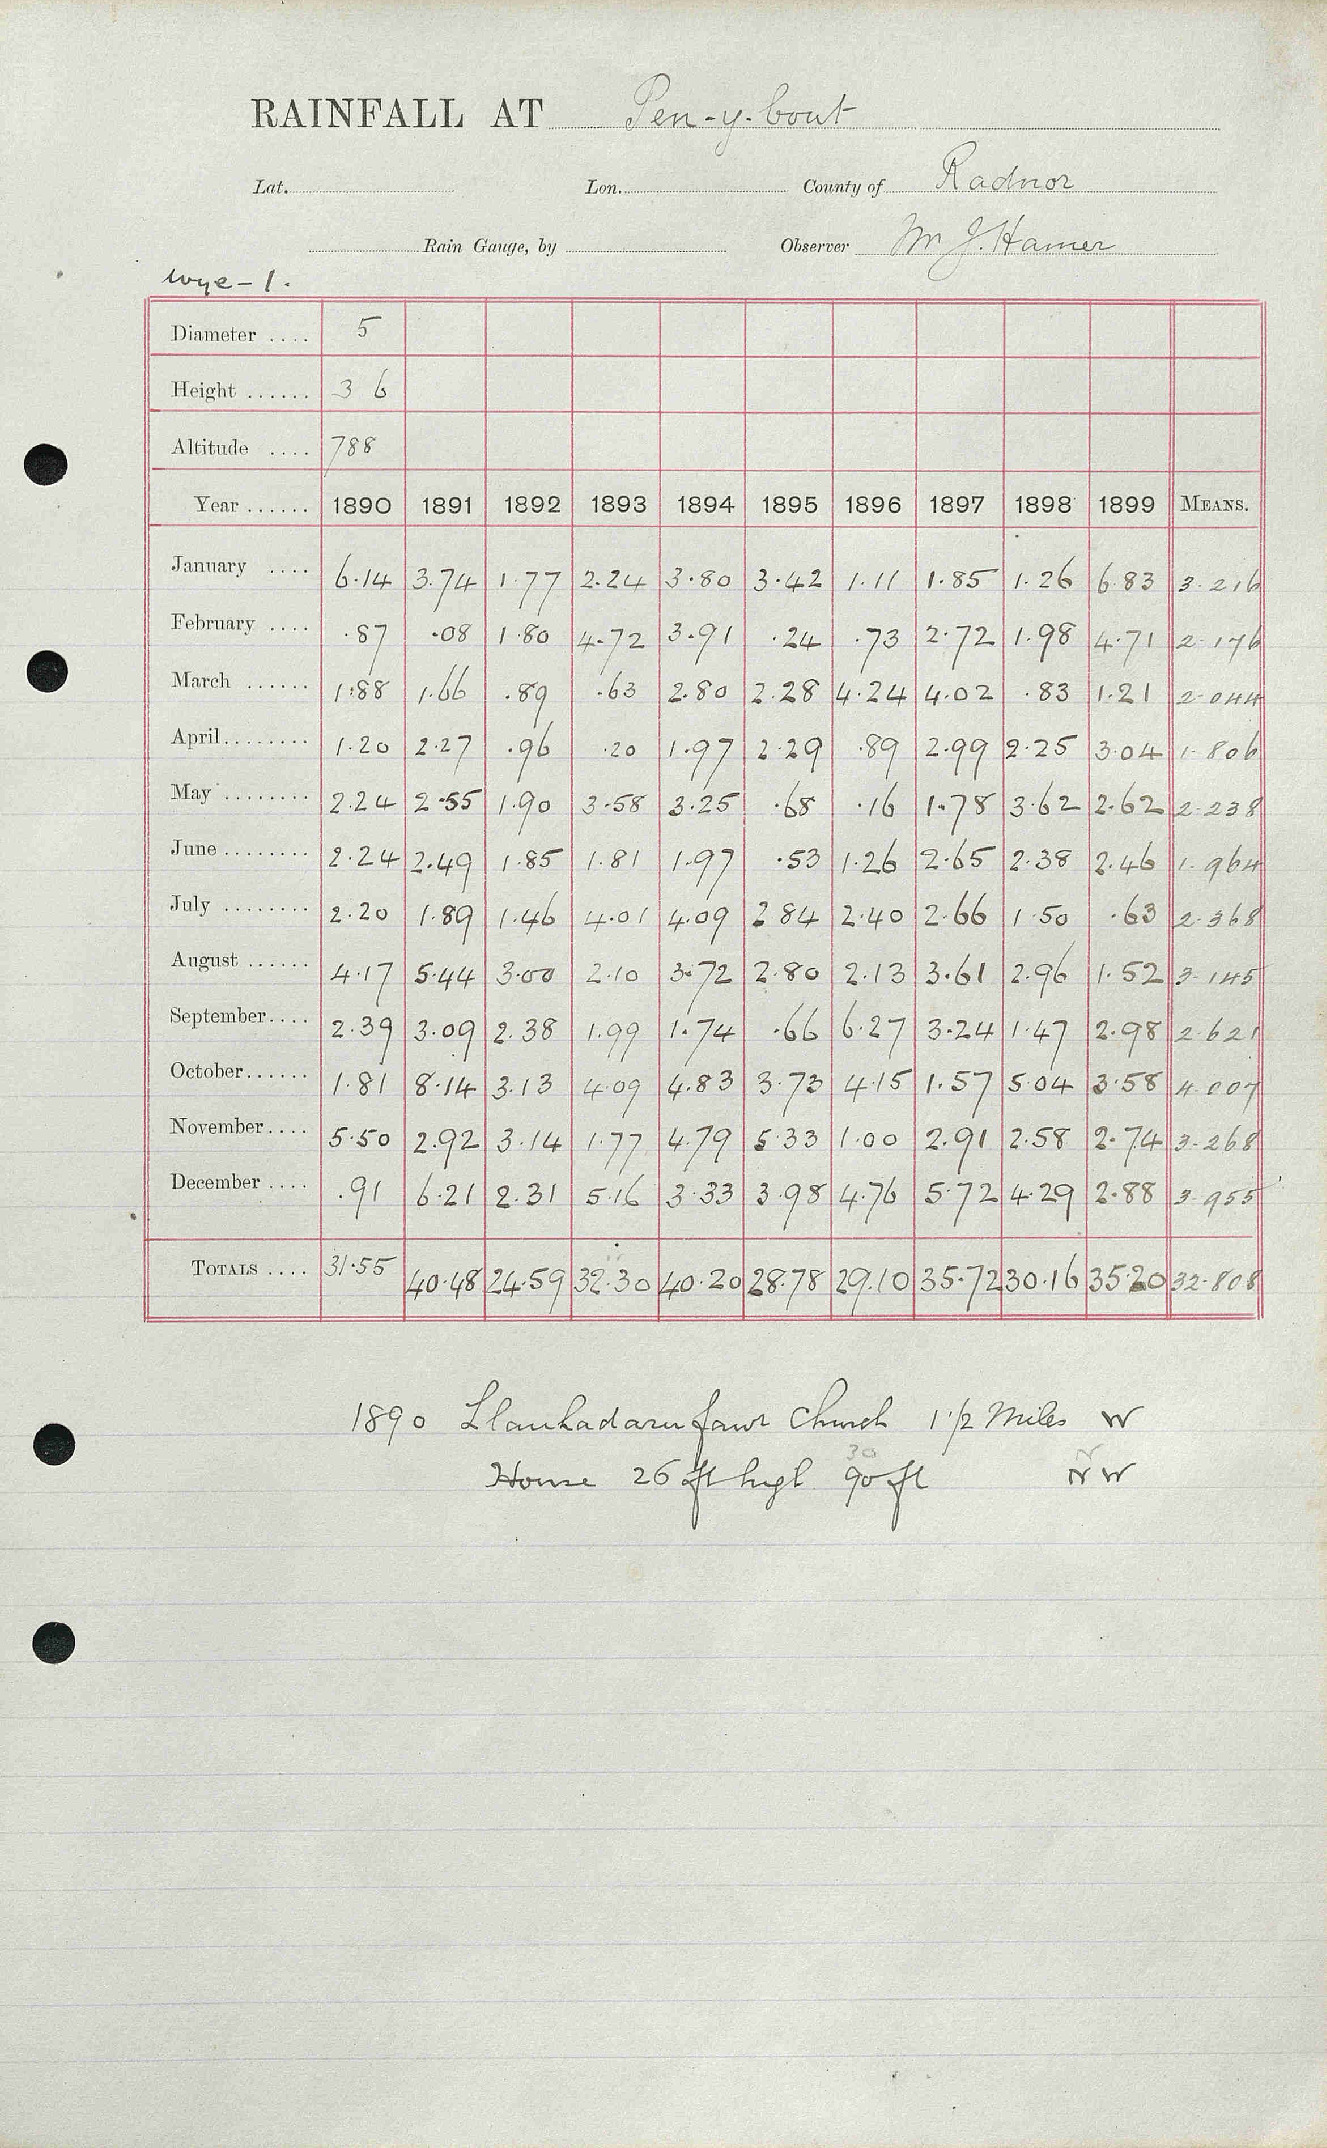 RAINFALL AT Pen-y-bont
Lat. Lon. County of Radnor
Rain Gauge, by Observer Mr J. Hamer
Wye - 1.
Diameter .... 5
Height ...... 3 6
Altitude .... 788
Year ...... 1890 1891 1892 1893 1894 1895 1896 1897 1898 1899 MEANS.
January .... 6.14 3.74 1.77 2.24 3.80 3.42 1.11 1.85 1.26 6.83 3.216
February .... .87 .08 1.80 4.72 3.91 .24 .73 2.72 1.98 4.71 2.176
March ...... 1.88 1.66 .89 .63 2.80 2.28 4.24 4.02 .83 1.21 2.044
April........ 1.20 2.27 .96 .20 1.97 2.29 .89 2.99 2.25 3.04 1.806
May ........ 2.24 2.55 1.90 3.58 3.25 .68 .16 1.78 3.62 2.62 2.238
June ........ 2.24 2.49 1.85 1.81 1.97 .53 1.26 2.65 2.38 2.46 1.964
July ........ 2.20 1.89 1.46 4.01 4.09 2.84 2.40 2.66 1.50 .63 2.368
August ...... 4.17 5.44 3.00 2.10 3.72 2.80 2.13 3.61 2.96 1.52 3.145
September.... 2.39 3.09 2.38 1.99 1.74 .66 6.27 3.24 1.47 2.98 2.621
October...... 1.81 8.14 3.13 4.09 4.83 3.73 4.15 1.57 5.04 3.58 4.007
November.... 5.50 2.92 3.14 1.77 4.79 5.33 1.00 2.91 2.58 2.74 3.268
December .... .91 6.21 2.31 5.16 3.33 3.98 4.76 5.72 4.29 2.88 3.955
TOTALS .... 31.55 40.48 24.59 32.30 40.20 28.78 29.10 35.72 30.16 35.20 32.808
1890 Llanhadarn fawr Church 1 1/2 Miles W
30 N
House 26 ft high 90 ft N W